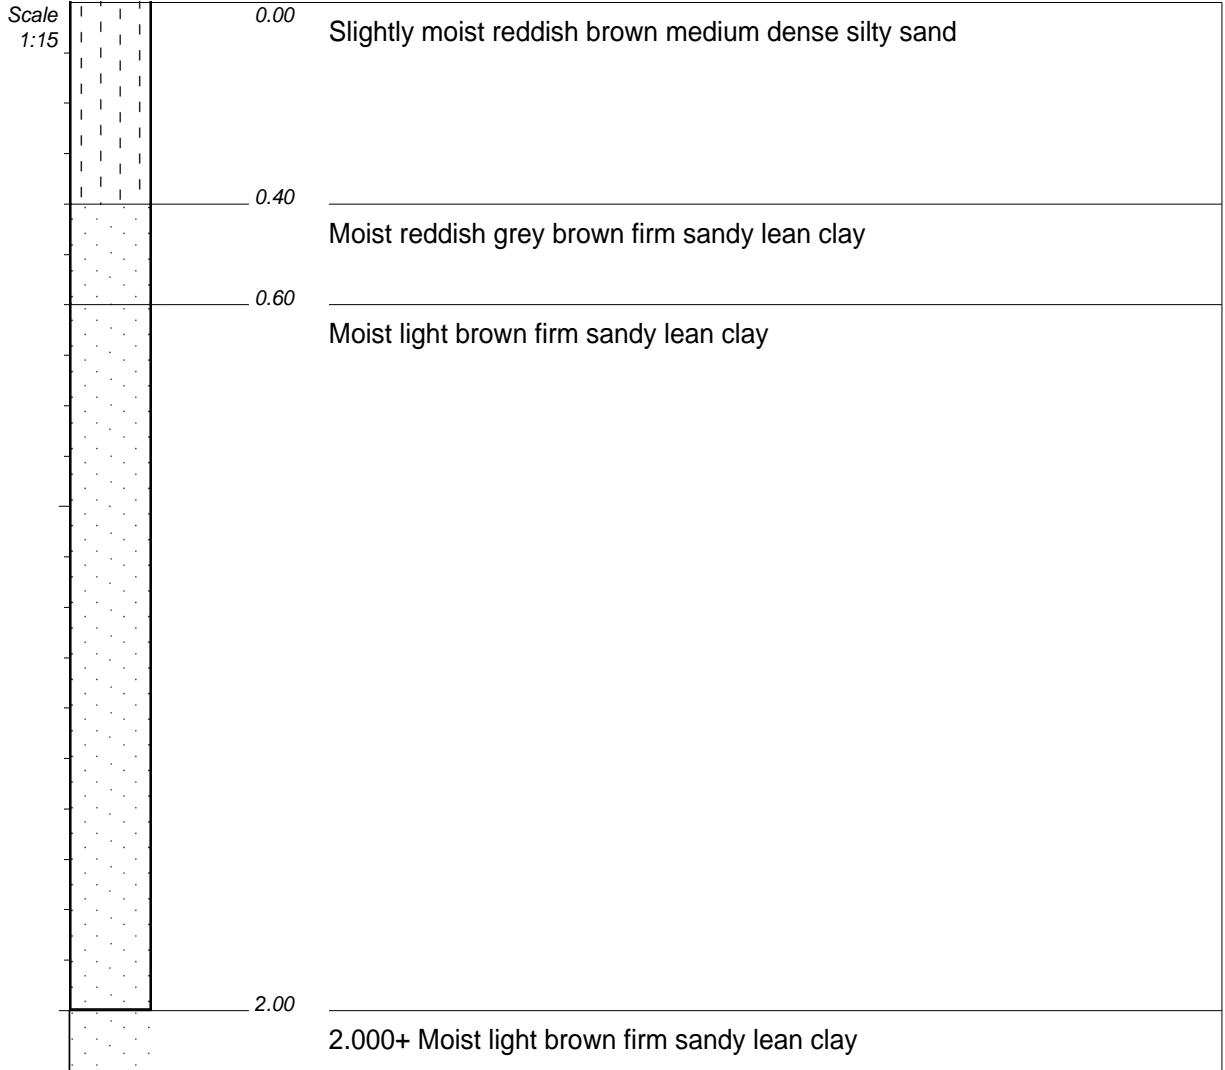 Scale
1:15
0.00
Slightly moist reddish brown medium dense silty sand
0.40
Moist reddish grey brown firm sandy lean clay
0.60
Moist light brown firm sandy lean clay
2.00
2.000+ Moist light brown firm sandy lean clay